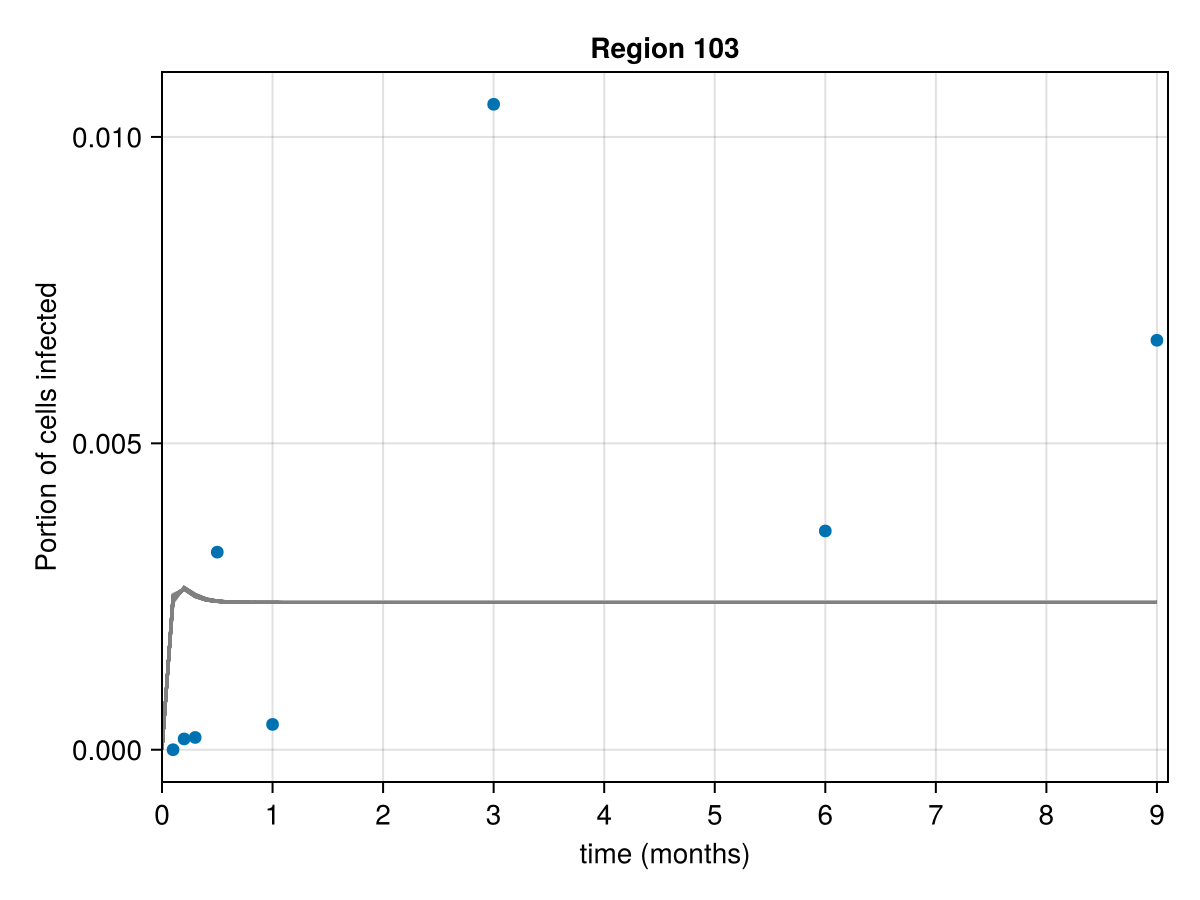 Region 103
0.010
0.005
0.000
Portion of cells infected
0 1 2 3 4 5 6 7 8 9
time (months)